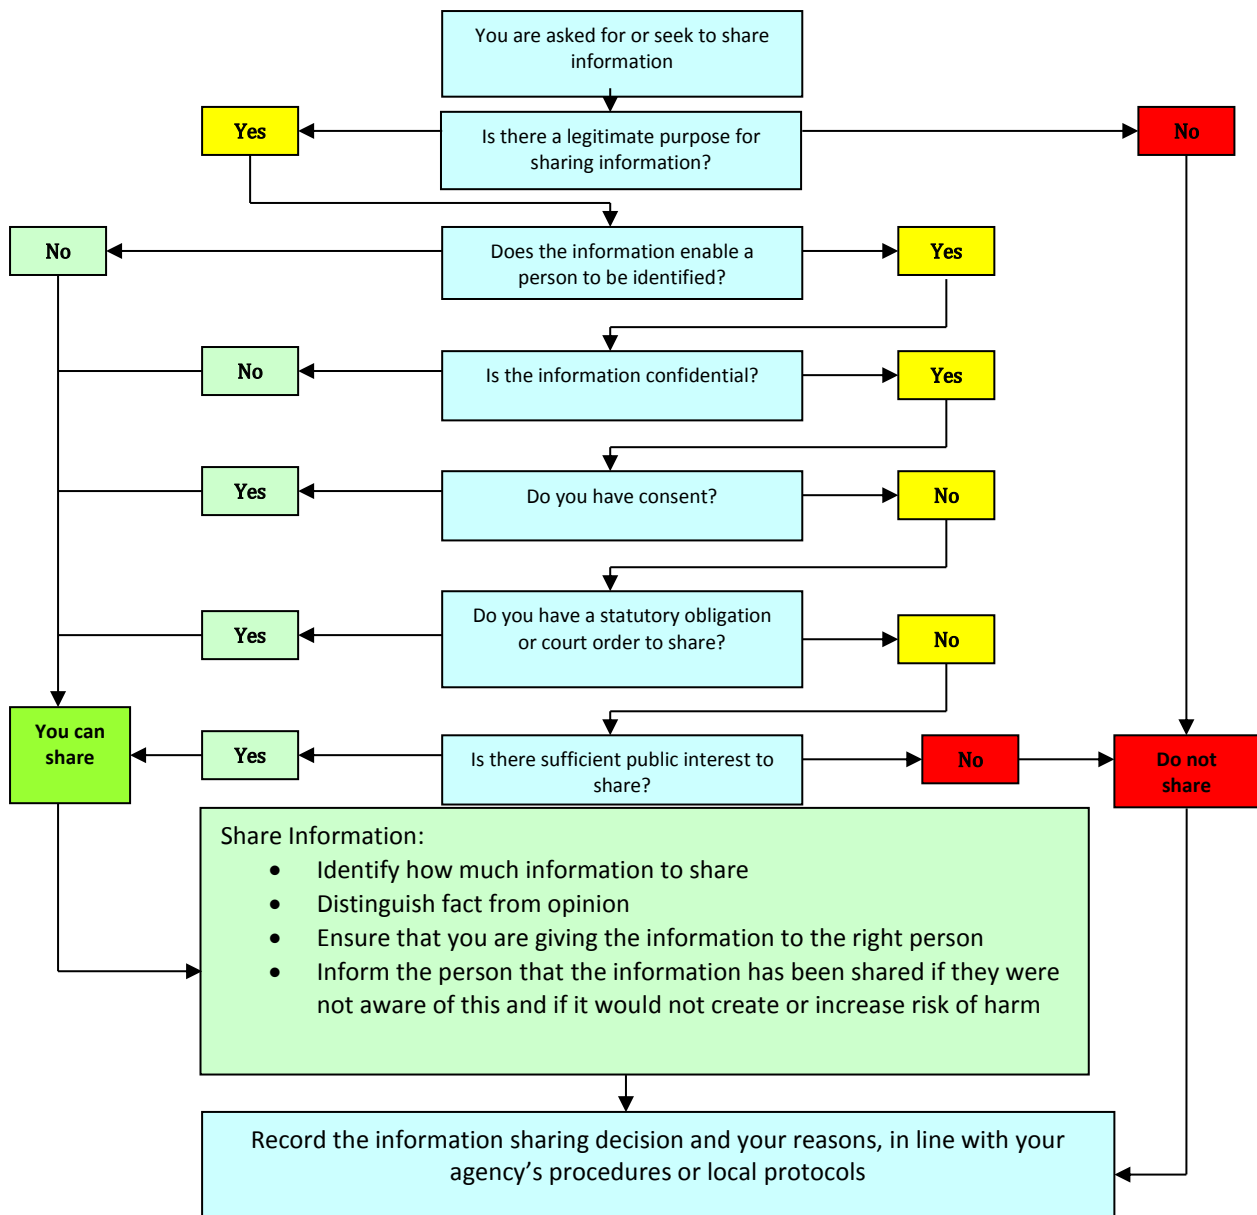 You are asked for or seek to share
information
Yes
Is there a legitimate purpose for
sharing information?
No
No
Does the information enable a
person to be identified?
Yes
No
Is the information confidential?
Yes
Yes
Do you have consent?
No
Yes
Do you have a statutory obligation
or court order to share?
No
You can
share
Yes
Is there sufficient public interest to
share?
No
Do not
share
Share Information:
• Identify how much information to share
• Distinguish fact from opinion
• Ensure that you are giving the information to the right person
• Inform the person that the information has been shared if they were
not aware of this and if it would not create or increase risk of harm
Record the information sharing decision and your reasons, in line with your
agency’s procedures or local protocols